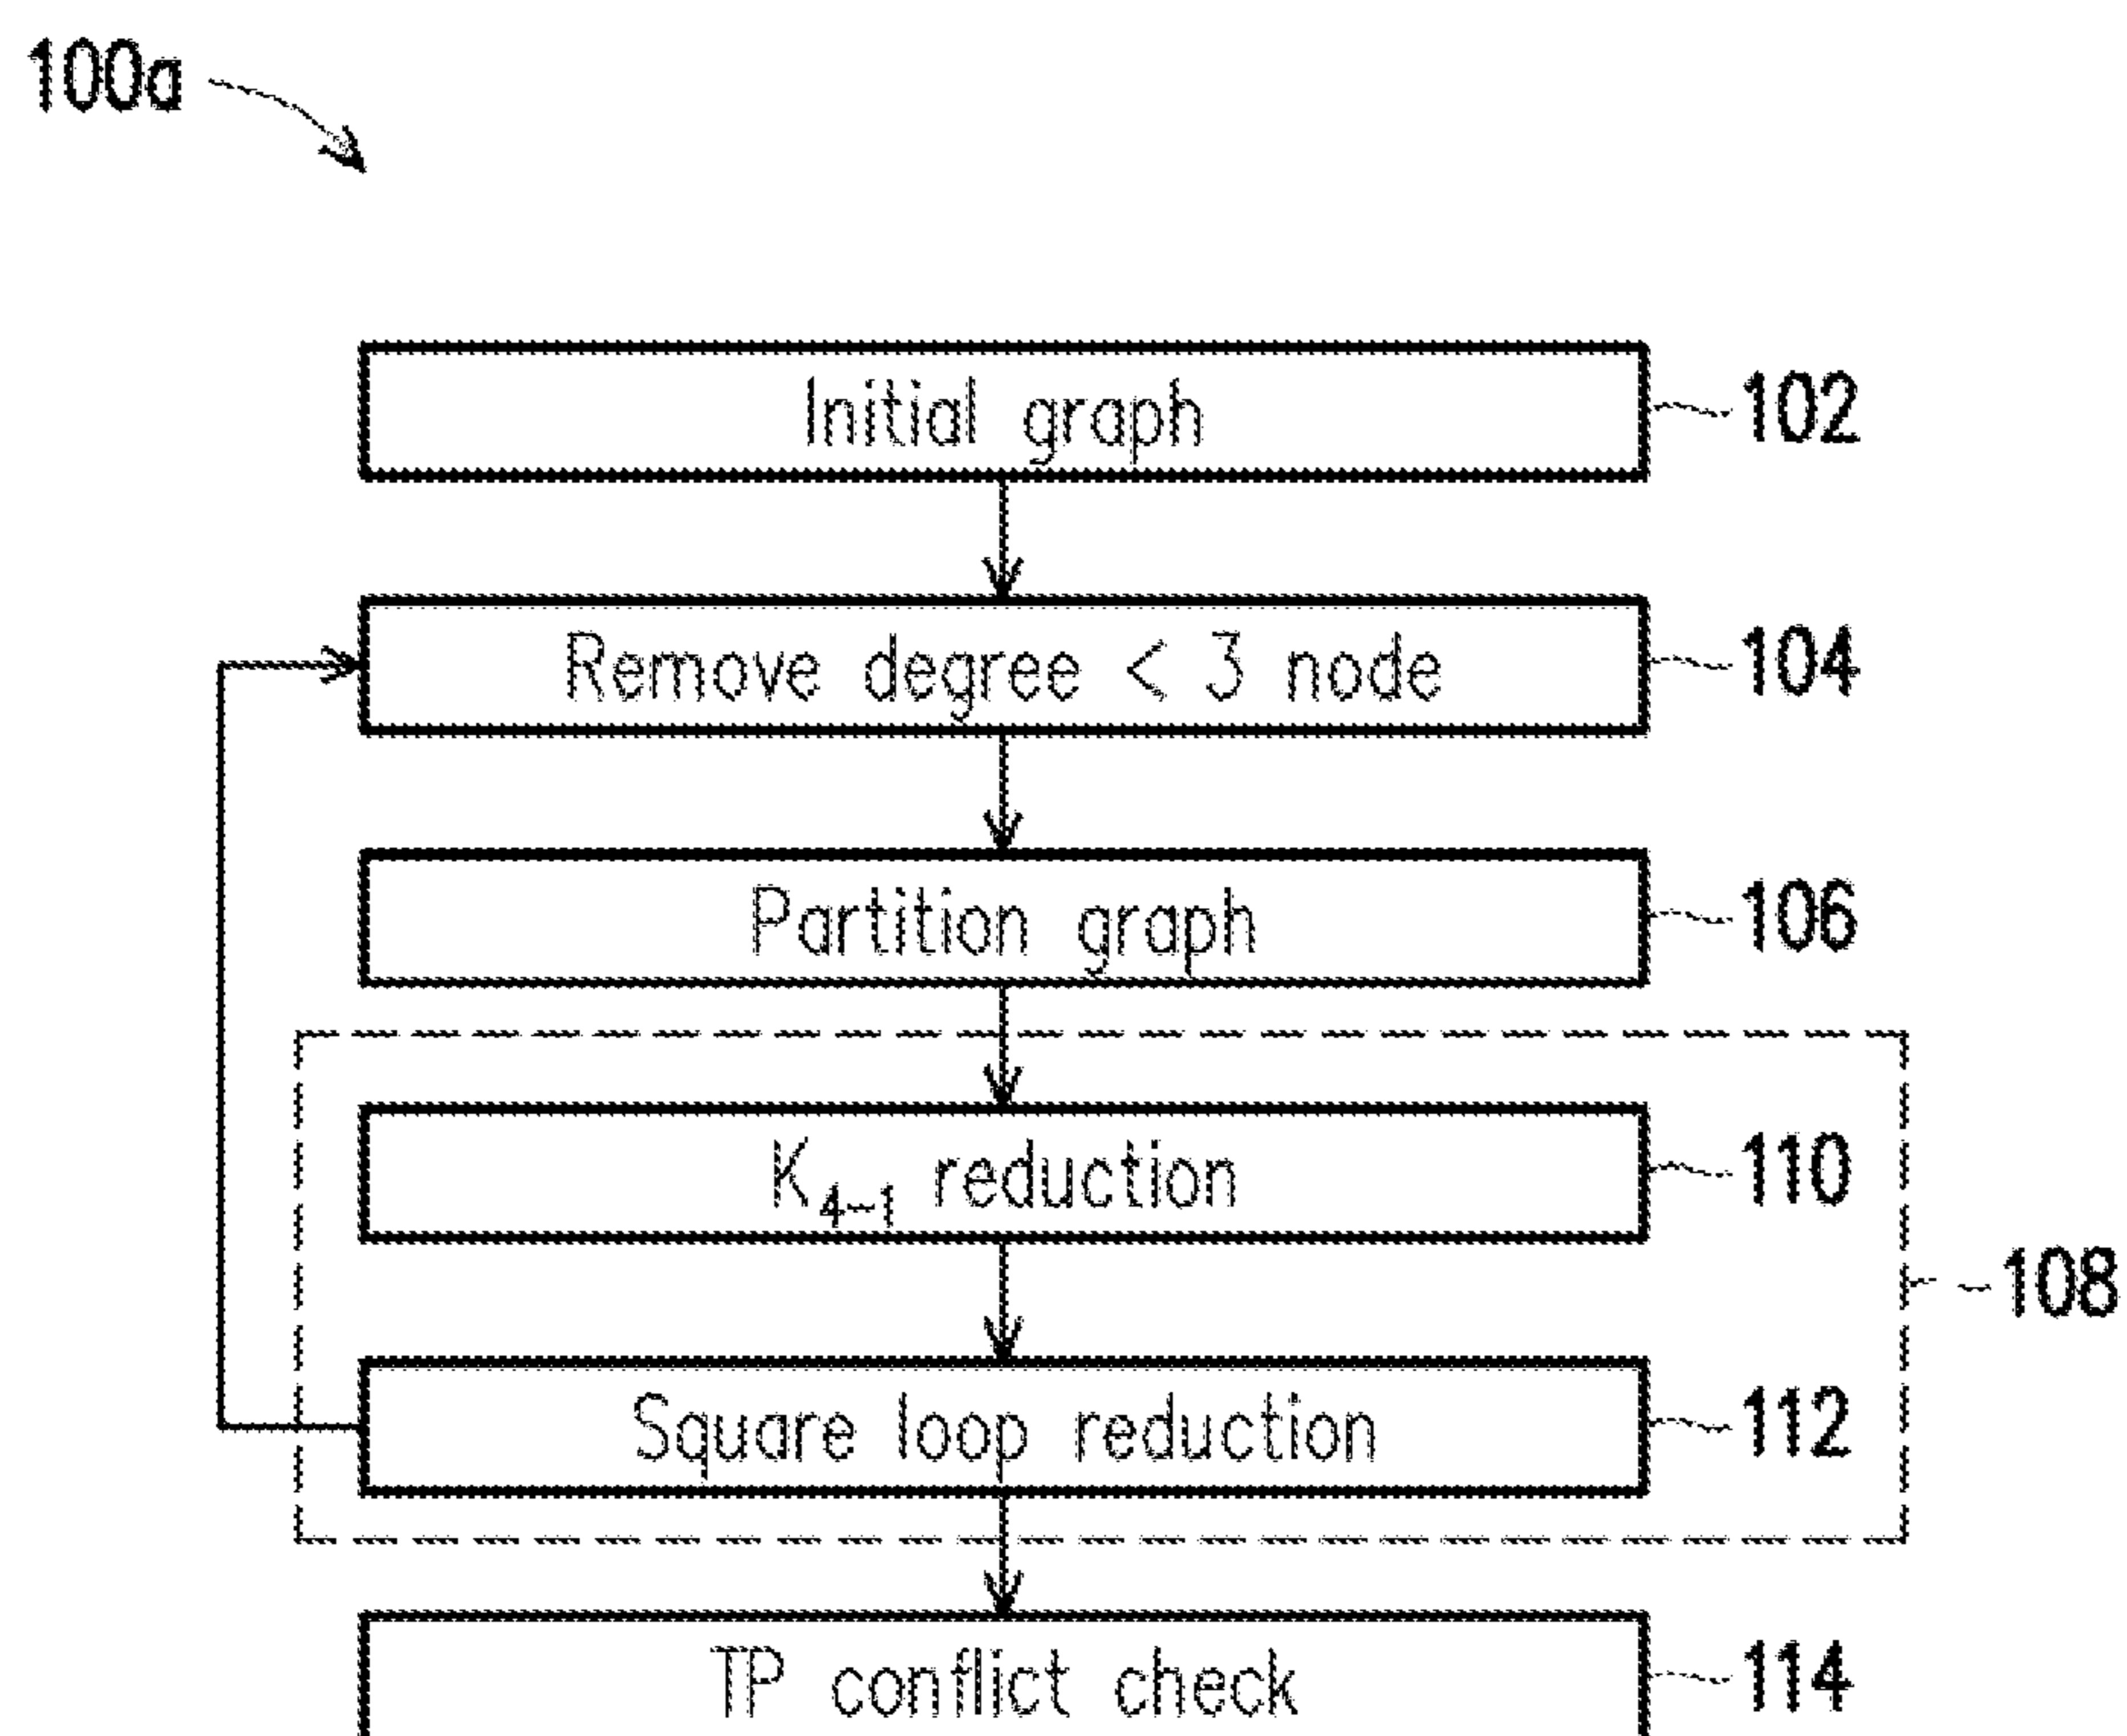 100a
Initial graph 102
Remove degree < 3 node 104
Partition graph 106
K4-1 reduction 110
108
Square loop reduction 112
TP conflict check 114